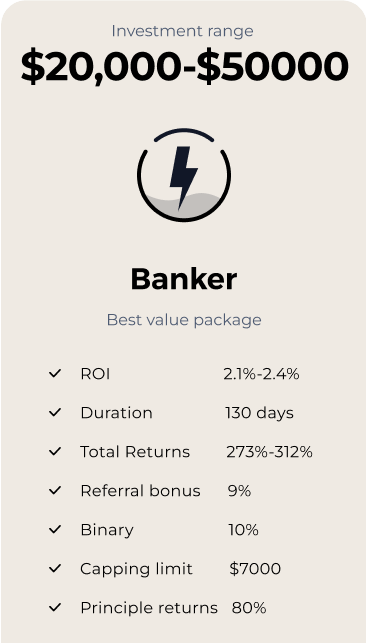 Investment range
$20,000-$50000
Banker
Best value package
ROI 2.1%-2.4%
Duration 130 days
Total Returns 273%-312%
Referral bonus 9%
Binary 10%
Capping limit $7000
Principle returns 80%